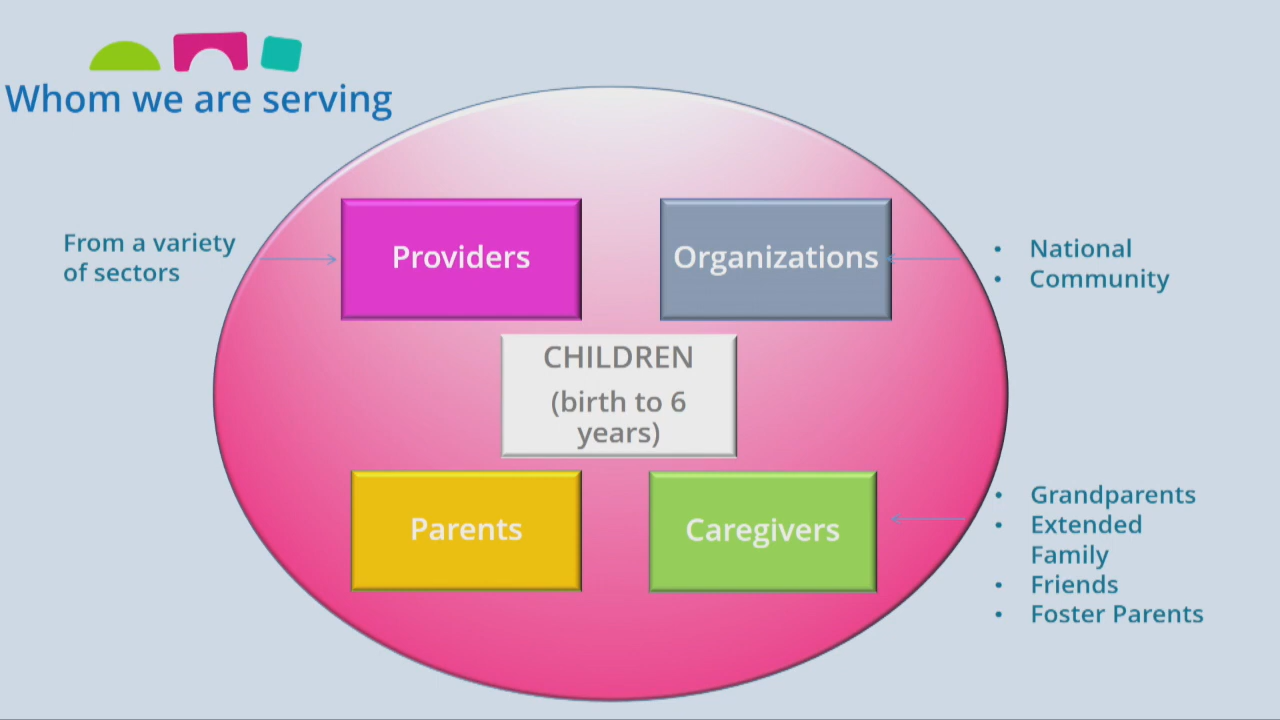 Whom we are serving
From a variety
of sectors
Providers
Organizations
• National
• Community
CHILDREN
(birth to 6
years)
Parents
Caregivers
• Grandparents
• Extended
Family
• Friends
• Foster Parents